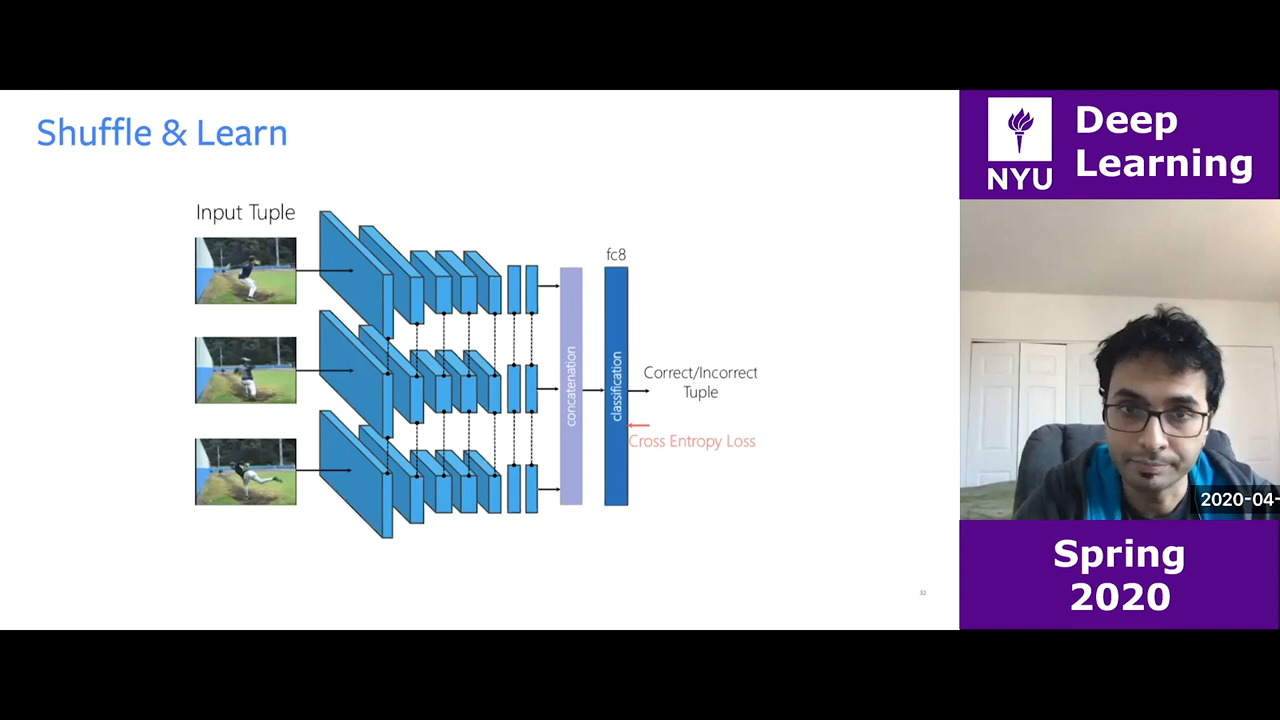 Shuffle & Learn
Input Tuple
fc8
concatenation
classification
Correct/Incorrect
Tuple
Cross Entropy Loss
32
NYU
Deep
Learning
2020-04-
Spring
2020